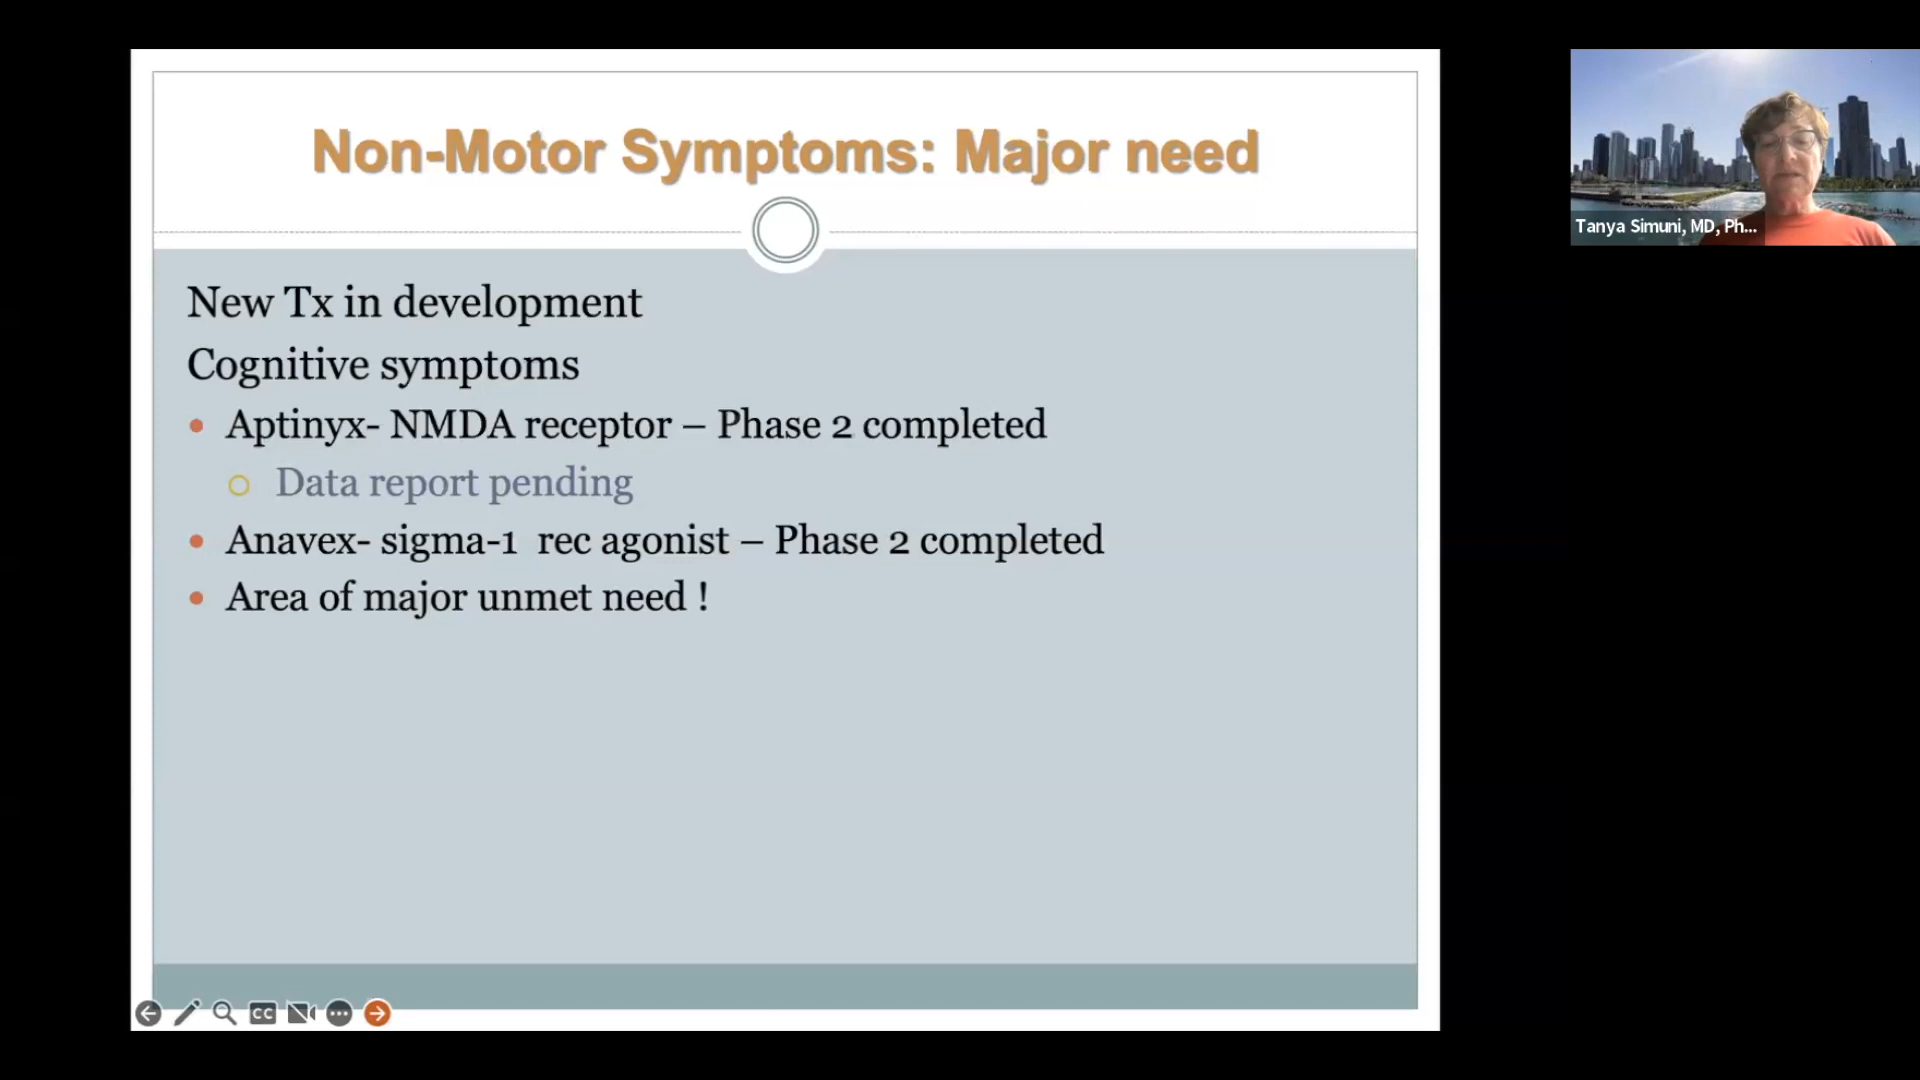 Non-Motor Symptoms: Major need
New Tx in development
Cognitive symptoms
Aptinyx- NMDA receptor – Phase 2 completed
Data report pending
Anavex- sigma-1 rec agonist – Phase 2 completed
Area of major unmet need !
Tanya Simuni, MD, Ph...
CC